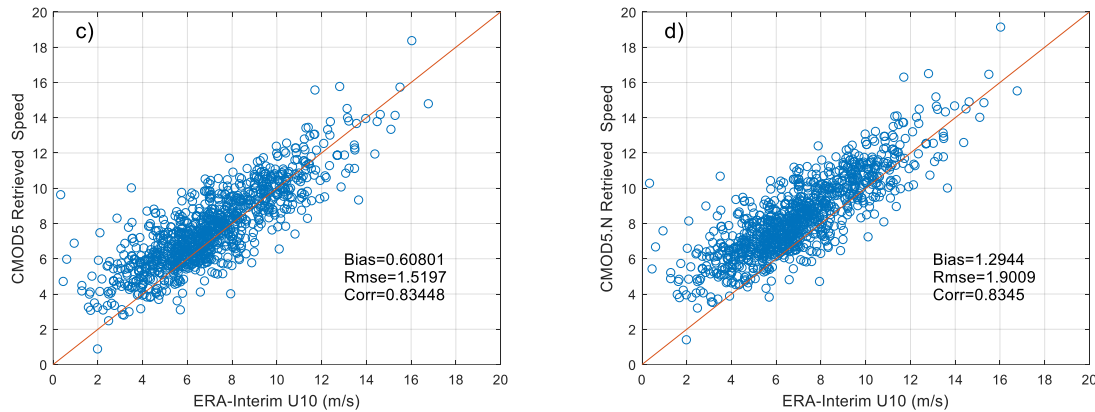 c)
20
18
16
14
12
10
8
6
4
2
0
CMOD5 Retrieved  Speed
Bias=0.60801
Rmse=1.5197
Corr=0.83448
0 2 4 6 8 10 12 14 16 18 20
ERA-Interim U10 (m/s)
d)
20
18
16
14
12
10
8
6
4
2
0
CMOD5.N Retrieved  Speed
Bias=1.2944
Rmse=1.9009
Corr=0.8345
0 2 4 6 8 10 12 14 16 18 20
ERA-Interim U10 (m/s)